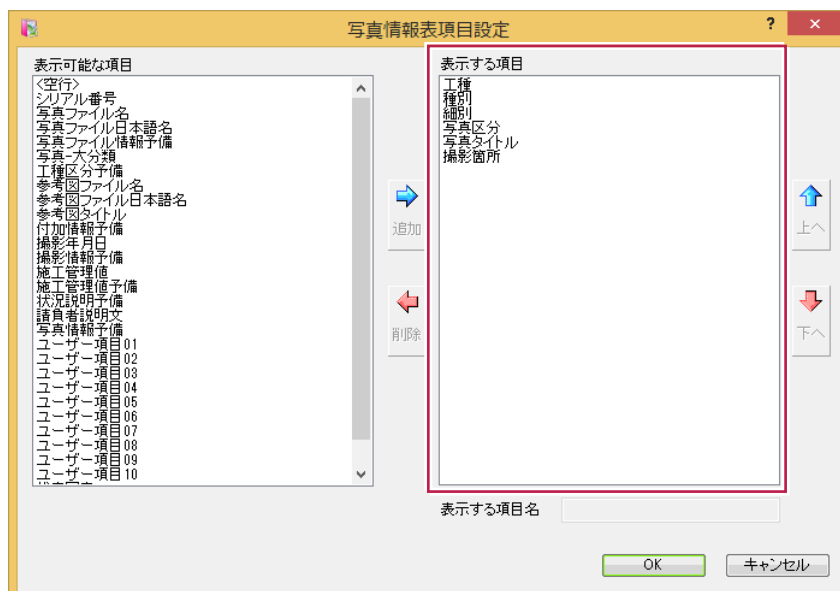 写真情報表項目設定
?
×
表示可能な項目
<空行>
シリアル番号
写真ファイル名
写真ファイル日本語名
写真ファイル情報予備
写真-大分類
工種区分予備
参考図ファイル名
参考図ファイル日本語名
参考図タイトル
付加情報予備
撮影年月日
撮影情報予備
施工管理値
施工管理値予備
状況説明予備
請負者説明文
写真情報予備
ユーザー項目01
ユーザー項目02
ユーザー項目03
ユーザー項目04
ユーザー項目05
ユーザー項目06
ユーザー項目07
ユーザー項目08
ユーザー項目09
ユーザー項目10
追加
削除
表示する項目
工種
種別
細別
写真区分
写真タイトル
撮影箇所
上へ
下へ
表示する項目名
OK
キャンセル